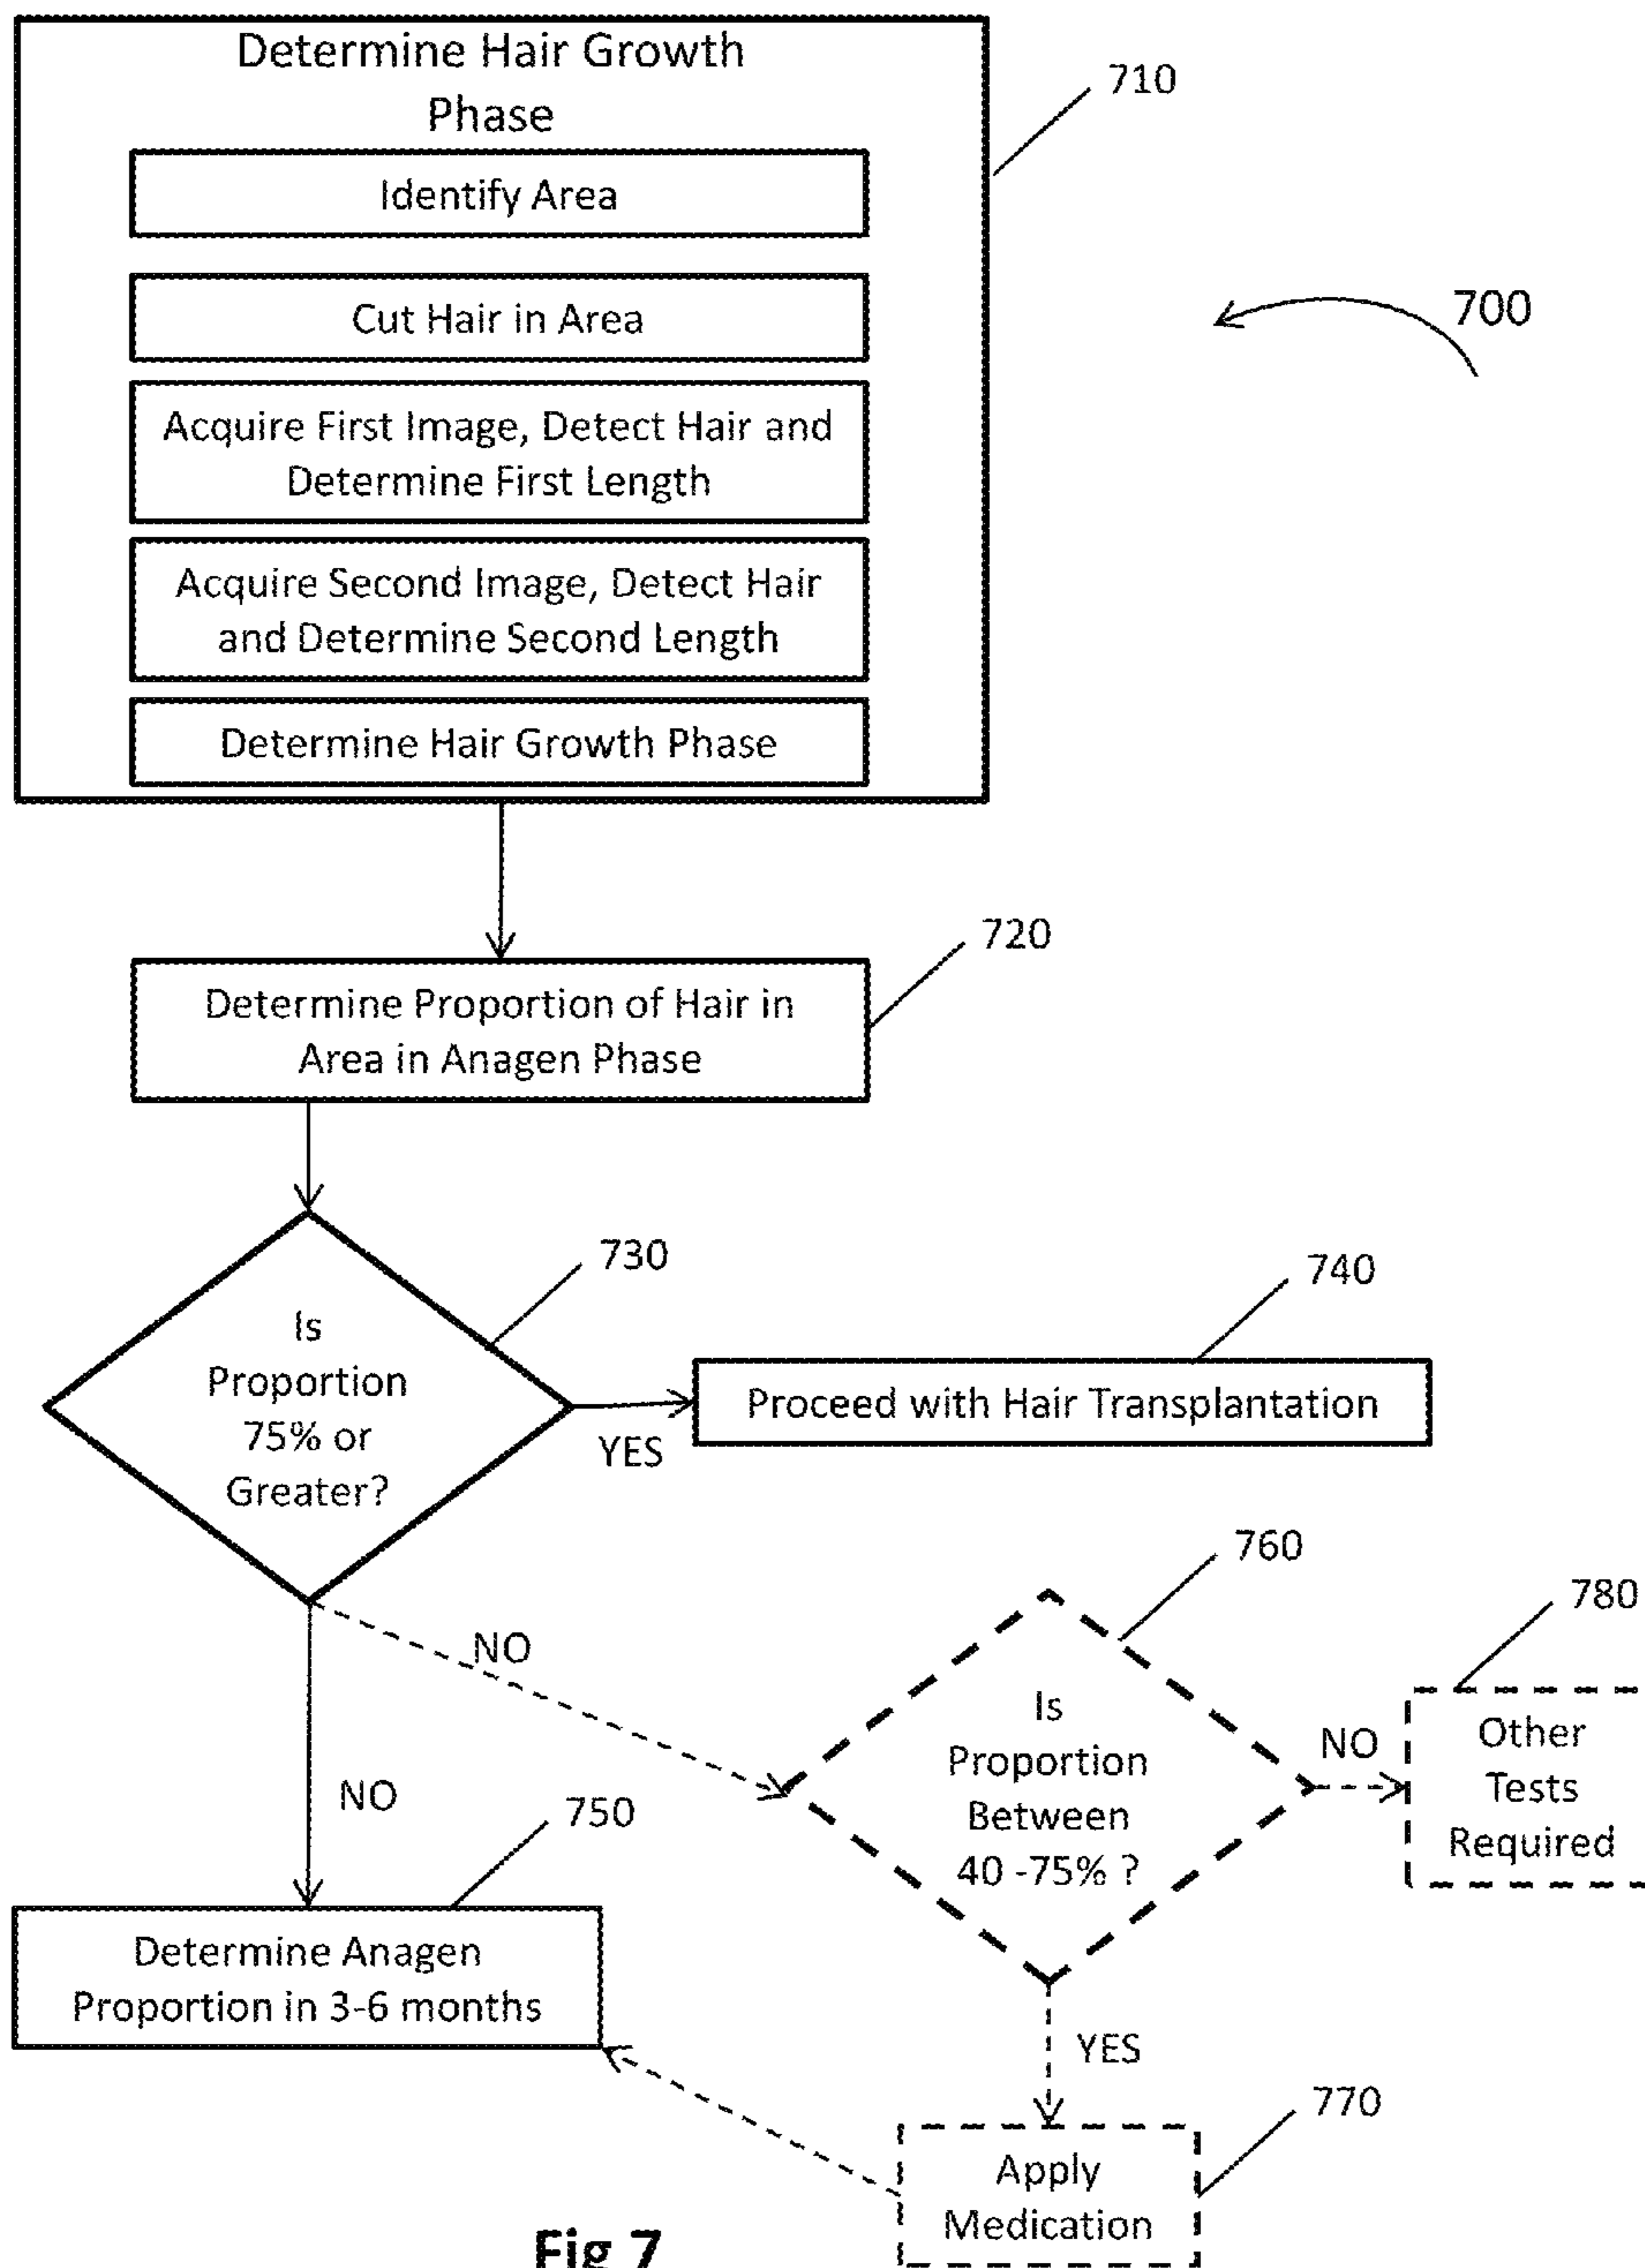 Determine Hair Growth
Phase
710
Identify Area
Cut Hair in Area
700
Acquire First Image, Detect Hair and
Determine First Length
Acquire Second Image, Detect Hair
and Determine Second Length
Determine Hair Growth Phase
720
Determine Proportion of Hair in
Area in Anagen Phase
730
Is
Proportion
75% or
Greater?
YES
740
Proceed with Hair Transplantation
NO
NO
760
Is
Proportion
Between
40 -75% ?
NO
780
Other
Tests
Required
750
Determine Anagen
Proportion in 3-6 months
YES
770
Apply
Medication
Fig 7